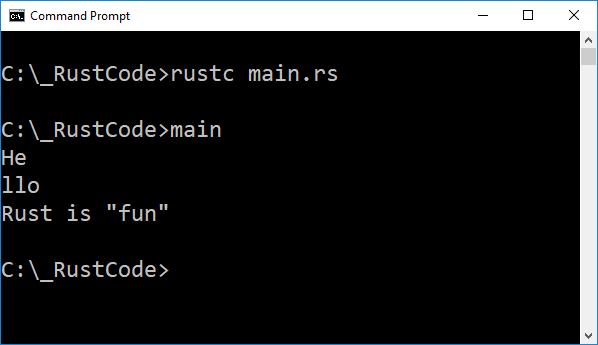 Command Prompt
C:\_RustCode>rustc main.rs
C:\_RustCode>main
He
llo
Rust is "fun"
C:\_RustCode>